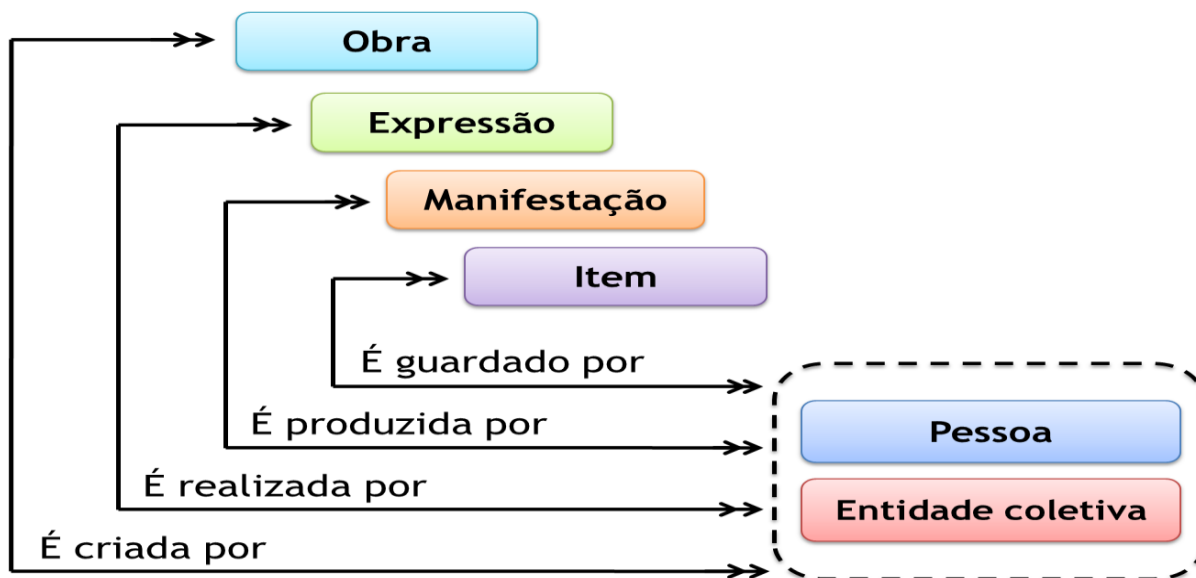 Obra
Expressão
Manifestação
Item
É guardado por
É produzida por
Pessoa
É realizada por
Entidade coletiva
É criada por